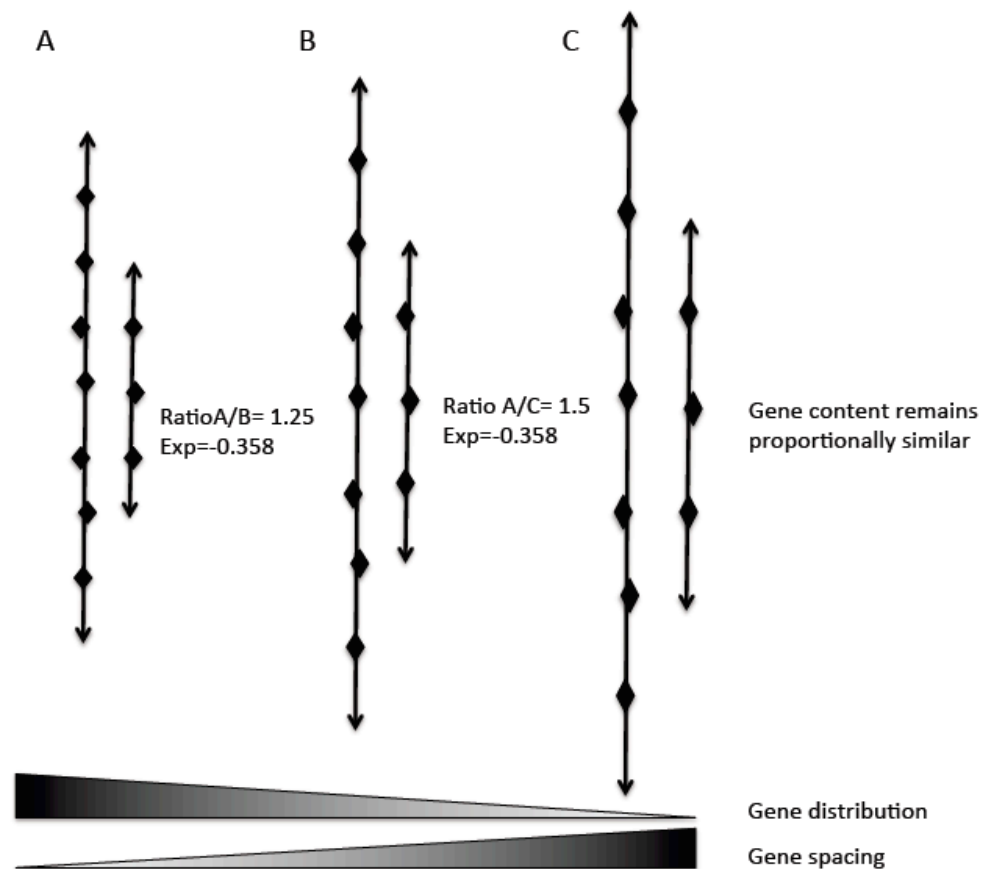 A
B
C
RatioA/B= 1.25
Exp=-0.358
Ratio A/C= 1.5
Exp=-0.358
Gene content remains
proportionally similar
Gene distribution
Gene spacing